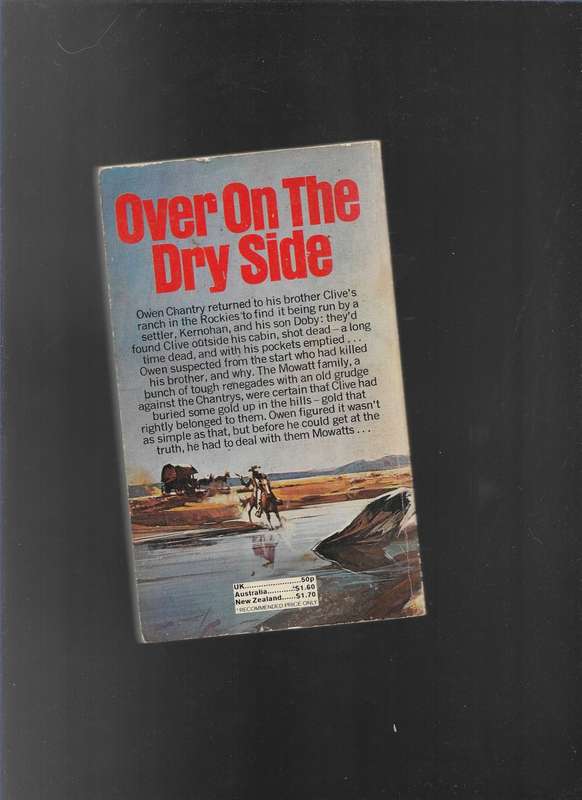 Over On The
Dry Side
Owen Chantry returned to his brother Clive's
ranch in the Rockies to find it being run by a
settler, Kernohan, and his son Doby: they'd
found Clive outside his cabin, shot dead – a long
time dead, and with his pockets emptied . . .
Owen suspected from the start who had killed
his brother, and why. The Mowatt family, a
bunch of tough renegades with an old grudge
against the Chantrys, were certain that Clive had
buried some gold up in the hills – gold that
rightly belonged to them. Owen figured it wasn't
as simple as that, but before he could get at the
truth, he had to deal with them Mowatts . . .
UK........................50p
Australia...........*$1.60
New Zealand......$1.70
*RECOMMENDED PRICE ONLY